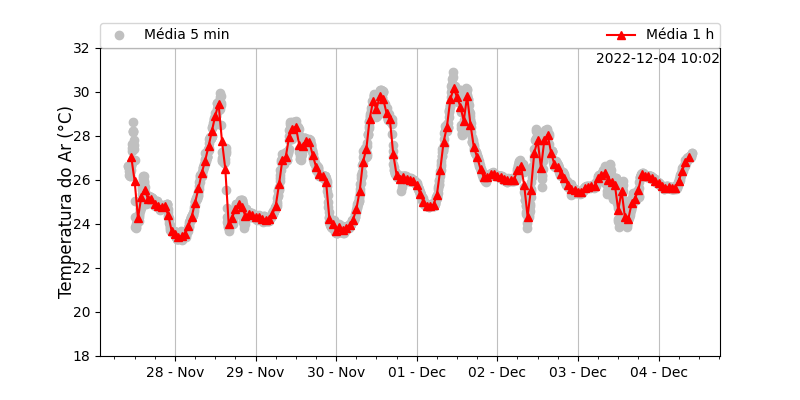 Média 5 min
Média 1 h
2022-12-04 10:02
Temperatura do Ar (°C)
32
30
28
26
24
22
20
18
28 - Nov
29 - Nov
30 - Nov
01 - Dec
02 - Dec
03 - Dec
04 - Dec